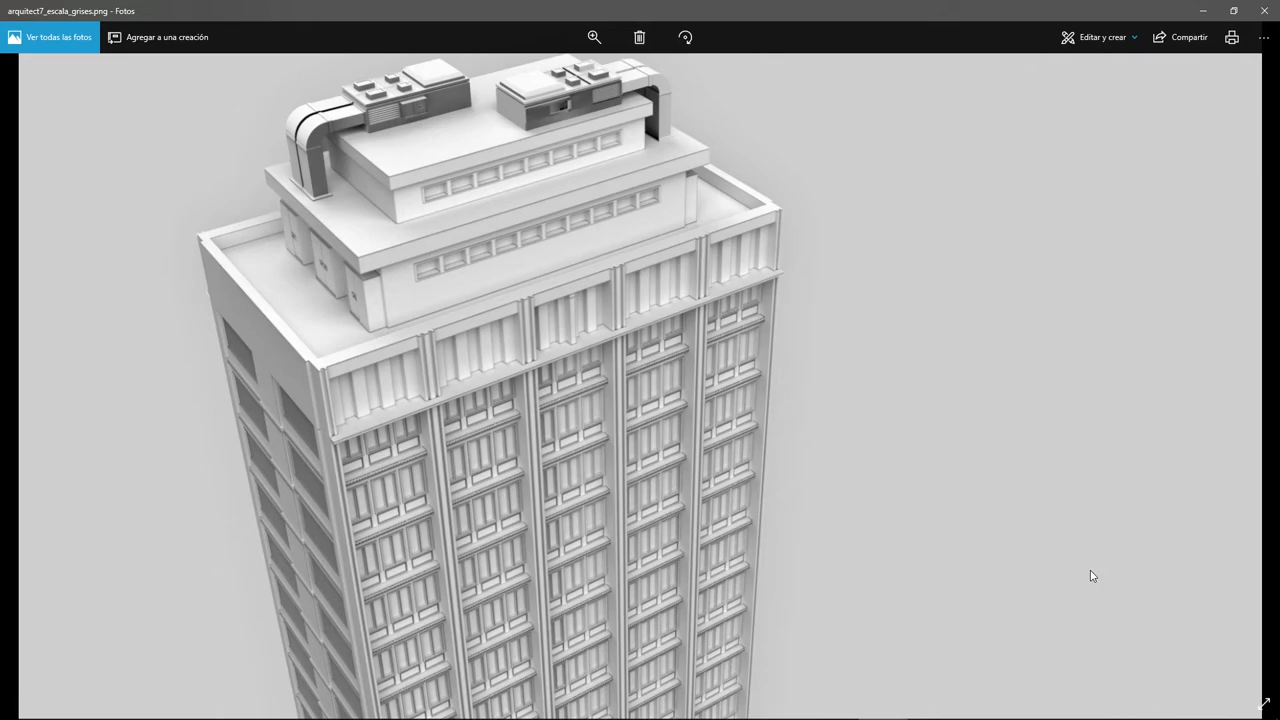 arquitect7_escala_grises.png - Fotos
Ver todas las fotos
Agregar a una creación
Editar y crear
Compartir